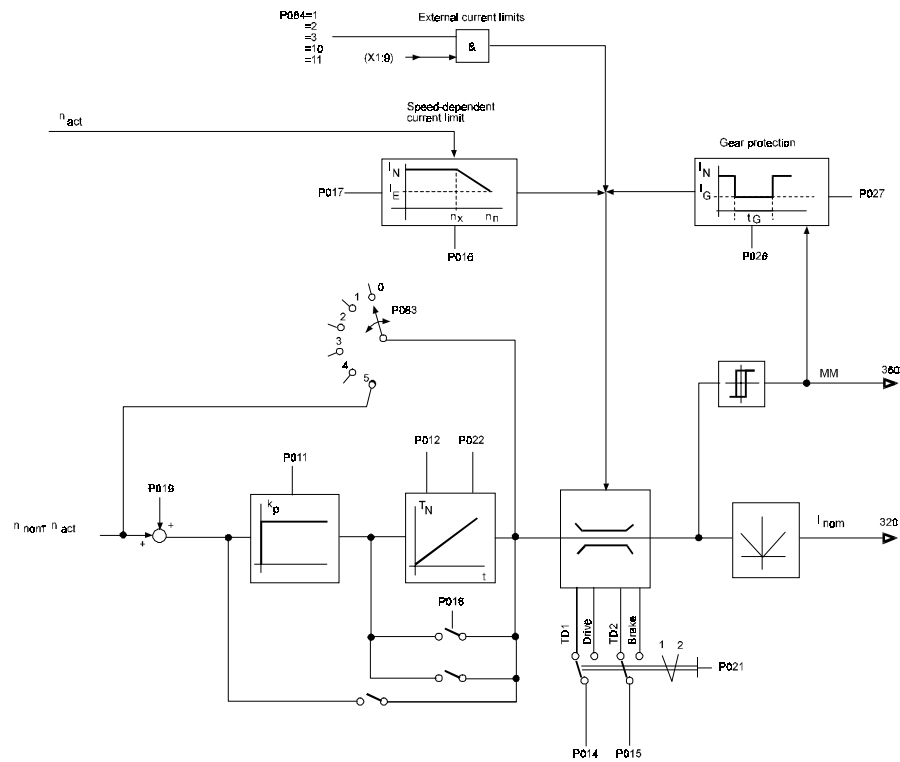 P084=1
=2
=3
=10
=11
External current limits
&
(X1:9)
n act
Speed-dependent
current limit
Gear protection
I N
I E
n x
n n
P017
P016
I N
I G
t G
P027
P026
0
1
2
3
4
5
P083
MM
360
P012
P022
P011
P019
n nom- n act
+
+
k p
T N
t
I nom
320
P018
TD1
Drive
TD2
Brake
1 2
P021
P014
P015